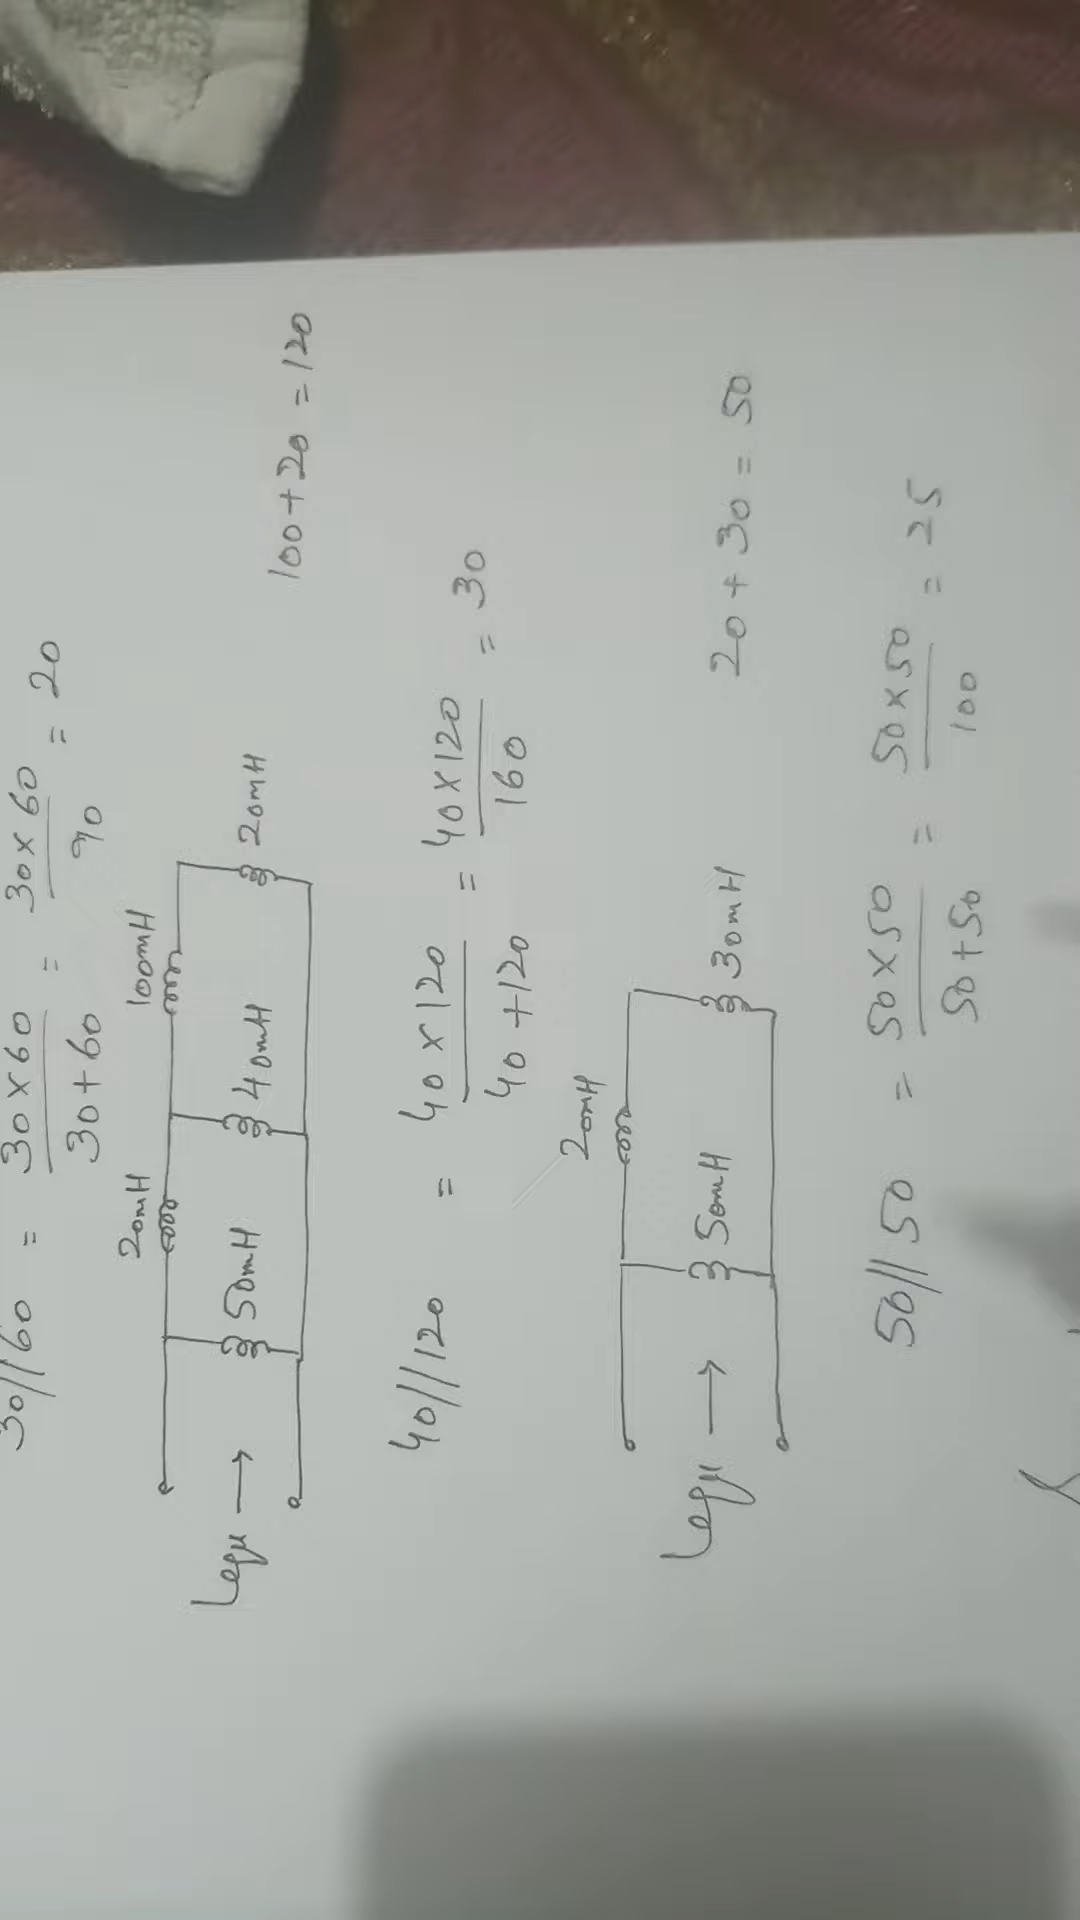 30//60 = 30×60 / 30+60 = 30×60 / 90 = 20
20mH 100mH
Lequ → 50mH 40mH 20mH
100+20 = 120
40//120 = 40×120 / 40+120 = 40×120 / 160 = 30
20mH
Lequ → 50mH 30mH
20+30 = 50
50//50 = 50×50 / 50+50 = 50×50 / 100 = 25